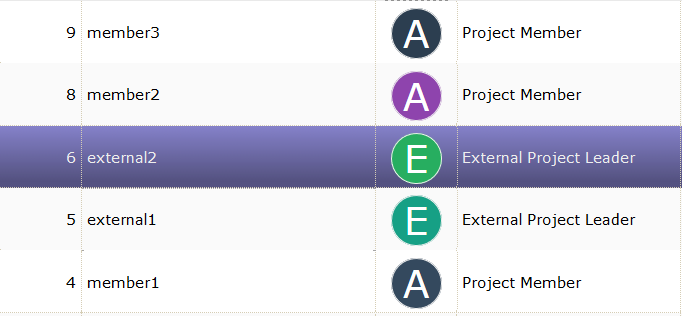 9 member3 A Project Member
8 member2 A Project Member
6 external2 E External Project Leader
5 external1 E External Project Leader
4 member1 A Project Member